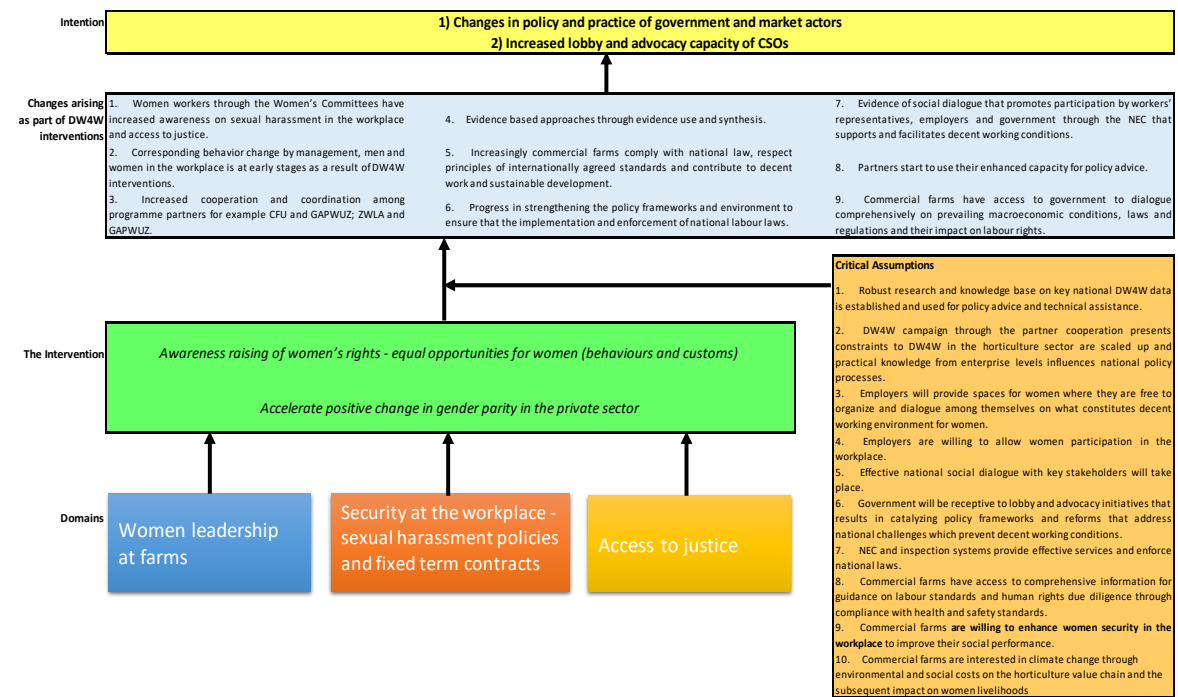 Intention
1) Changes in policy and practice of government and market actors
2) Increased lobby and advocacy capacity of CSOs
Changes arising
as part of DW4W
interventions
1. Women workers through the Women's Committees have
increased awareness on sexual harassment in the workplace
and access to justice.
2. Corresponding behavior change by management, men and
women in the workplace is at early stages as a result of DW4W
interventions.
3. Increased cooperation and coordination among
programme partners for example CFU and GAPWUZ; ZWLA and
GAPWUZ.
4. Evidence based approaches through evidence use and synthesis.
5. Increasingly commercial farms comply with national law, respect
principles of internationally agreed standards and contribute to decent
work and sustainable development.
6. Progress in strengthening the policy frameworks and environment to
ensure that the implementation and enforcement of national labour laws.
7. Evidence of social dialogue that promotes participation by workers'
representatives, employers and government through the NEC that
supports and facilitates decent working conditions.
8. Partners start to use their enhanced capacity for policy advice.
9. Commercial farms have access to government to dialogue
comprehensively on prevailing macroeconomic conditions, laws and
regulations and their impact on labour rights.
The Intervention
Awareness raising of women's rights - equal opportunities for women (behaviours and customs)
Accelerate positive change in gender parity in the private sector
Domains
Women leadership
at farms
Security at the workplace -
sexual harassment policies
and fixed term contracts
Access to justice
Critical Assumptions
1. Robust research and knowledge base on key national DW4W data
is established and used for policy advice and technical assistance.
2. DW4W campaign through the partner cooperation presents
constraints to DW4W in the horticulture sector are scaled up and
practical knowledge from enterprise levels influences national policy
processes.
3. Employers will provide spaces for women where they are free to
organize and dialogue among themselves on what constitutes decent
working environment for women.
4. Employers are willing to allow women participation in the
workplace.
5. Effective national social dialogue with key stakeholders will take
place.
6. Government will be receptive to lobby and advocacy initiatives that
results in catalyzing policy frameworks and reforms that address
national challenges which prevent decent working conditions.
7. NEC and inspection systems provide effective services and enforce
national laws.
8. Commercial farms have access to comprehensive information for
guidance on labour standards and human rights due diligence through
compliance with health and safety standards.
9. Commercial farms are willing to enhance women security in the
workplace to improve their social performance.
10. Commercial farms are interested in climate change through
environmental and social costs on the horticulture value chain and the
subsequent impact on women livelihoods